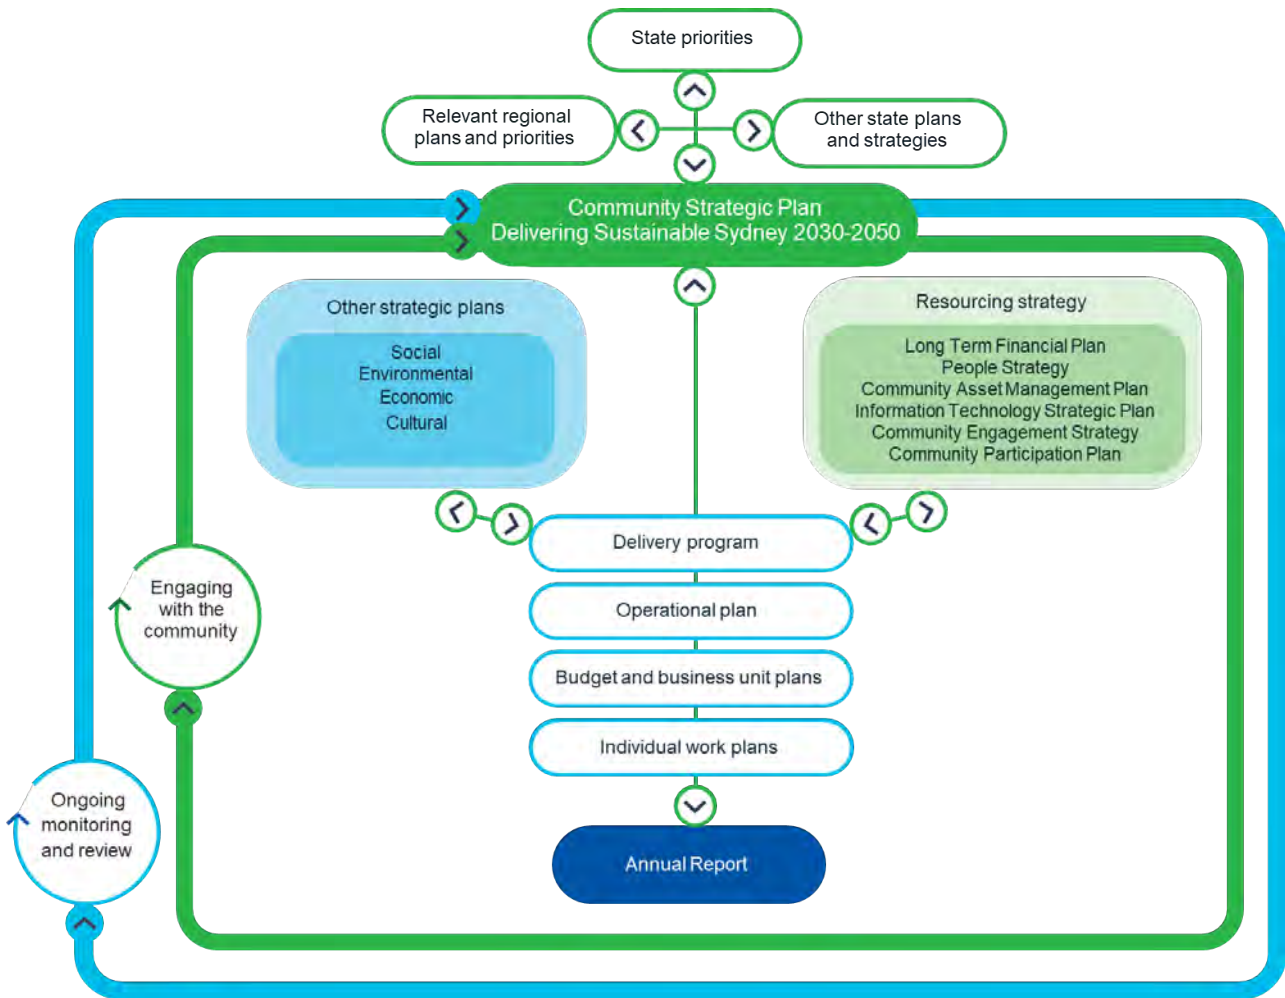 State priorities
Relevant regional
plans and priorities
Other state plans
and strategies
Community Strategic Plan
Delivering Sustainable Sydney 2030-2050
Other strategic plans
Social
Environmental
Economic
Cultural
Resourcing strategy
Long Term Financial Plan
People Strategy
Community Asset Management Plan
Information Technology Strategic Plan
Community Engagement Strategy
Community Participation Plan
Delivery program
Operational plan
Budget and business unit plans
Individual work plans
Annual Report
Engaging
with the
community
Ongoing
monitoring
and review